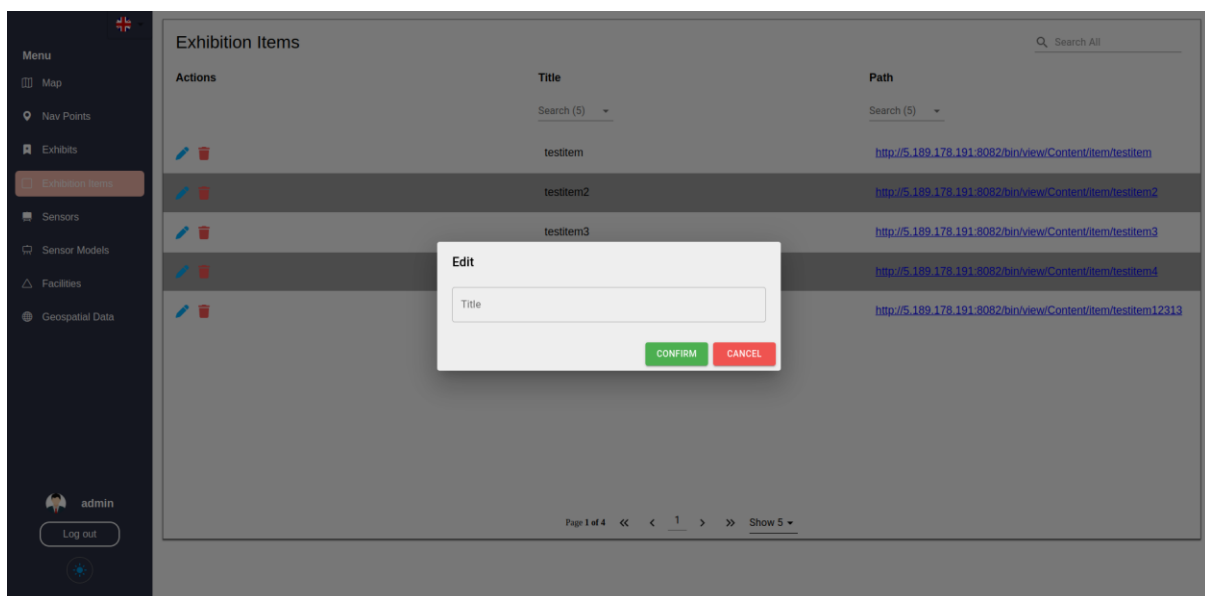 Menu
Map
Nav Points
Exhibits
Exhibition Items
Sensors
Sensor Models
Facilities
Geospatial Data
admin
Log out
Exhibition Items
Search All
Actions Title Path
Search (5) Search (5)
testitem http://5.189.178.191:8082/bin/view/Content/item/testitem
testitem2 http://5.189.178.191:8082/bin/view/Content/item/testitem2
testitem3 http://5.189.178.191:8082/bin/view/Content/item/testitem3
http://5.189.178.191:8082/bin/view/Content/item/testitem4
http://5.189.178.191:8082/bin/view/Content/item/testitem12313
Edit
Title
CONFIRM CANCEL
Page 1 of 4 1 Show 5